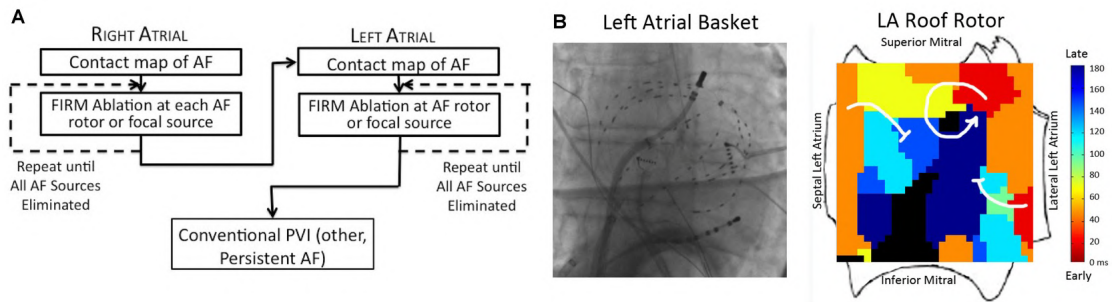 A
RIGHT ATRIAL
Contact map of AF
FIRM Ablation at each AF
rotor or focal source
Repeat until
All AF Sources
Eliminated
LEFT ATRIAL
Contact map of AF
FIRM Ablation at AF rotor
or focal source
Repeat until
All AF Sources
Eliminated
Conventional PVI (other,
Persistent AF)
B
Left Atrial Basket
LA Roof Rotor
Superior Mitral
Septal Left Atrium
Lateral Left Atrium
Inferior Mitral
Late
180
160
140
120
100
80
60
40
20
0 ms
Early